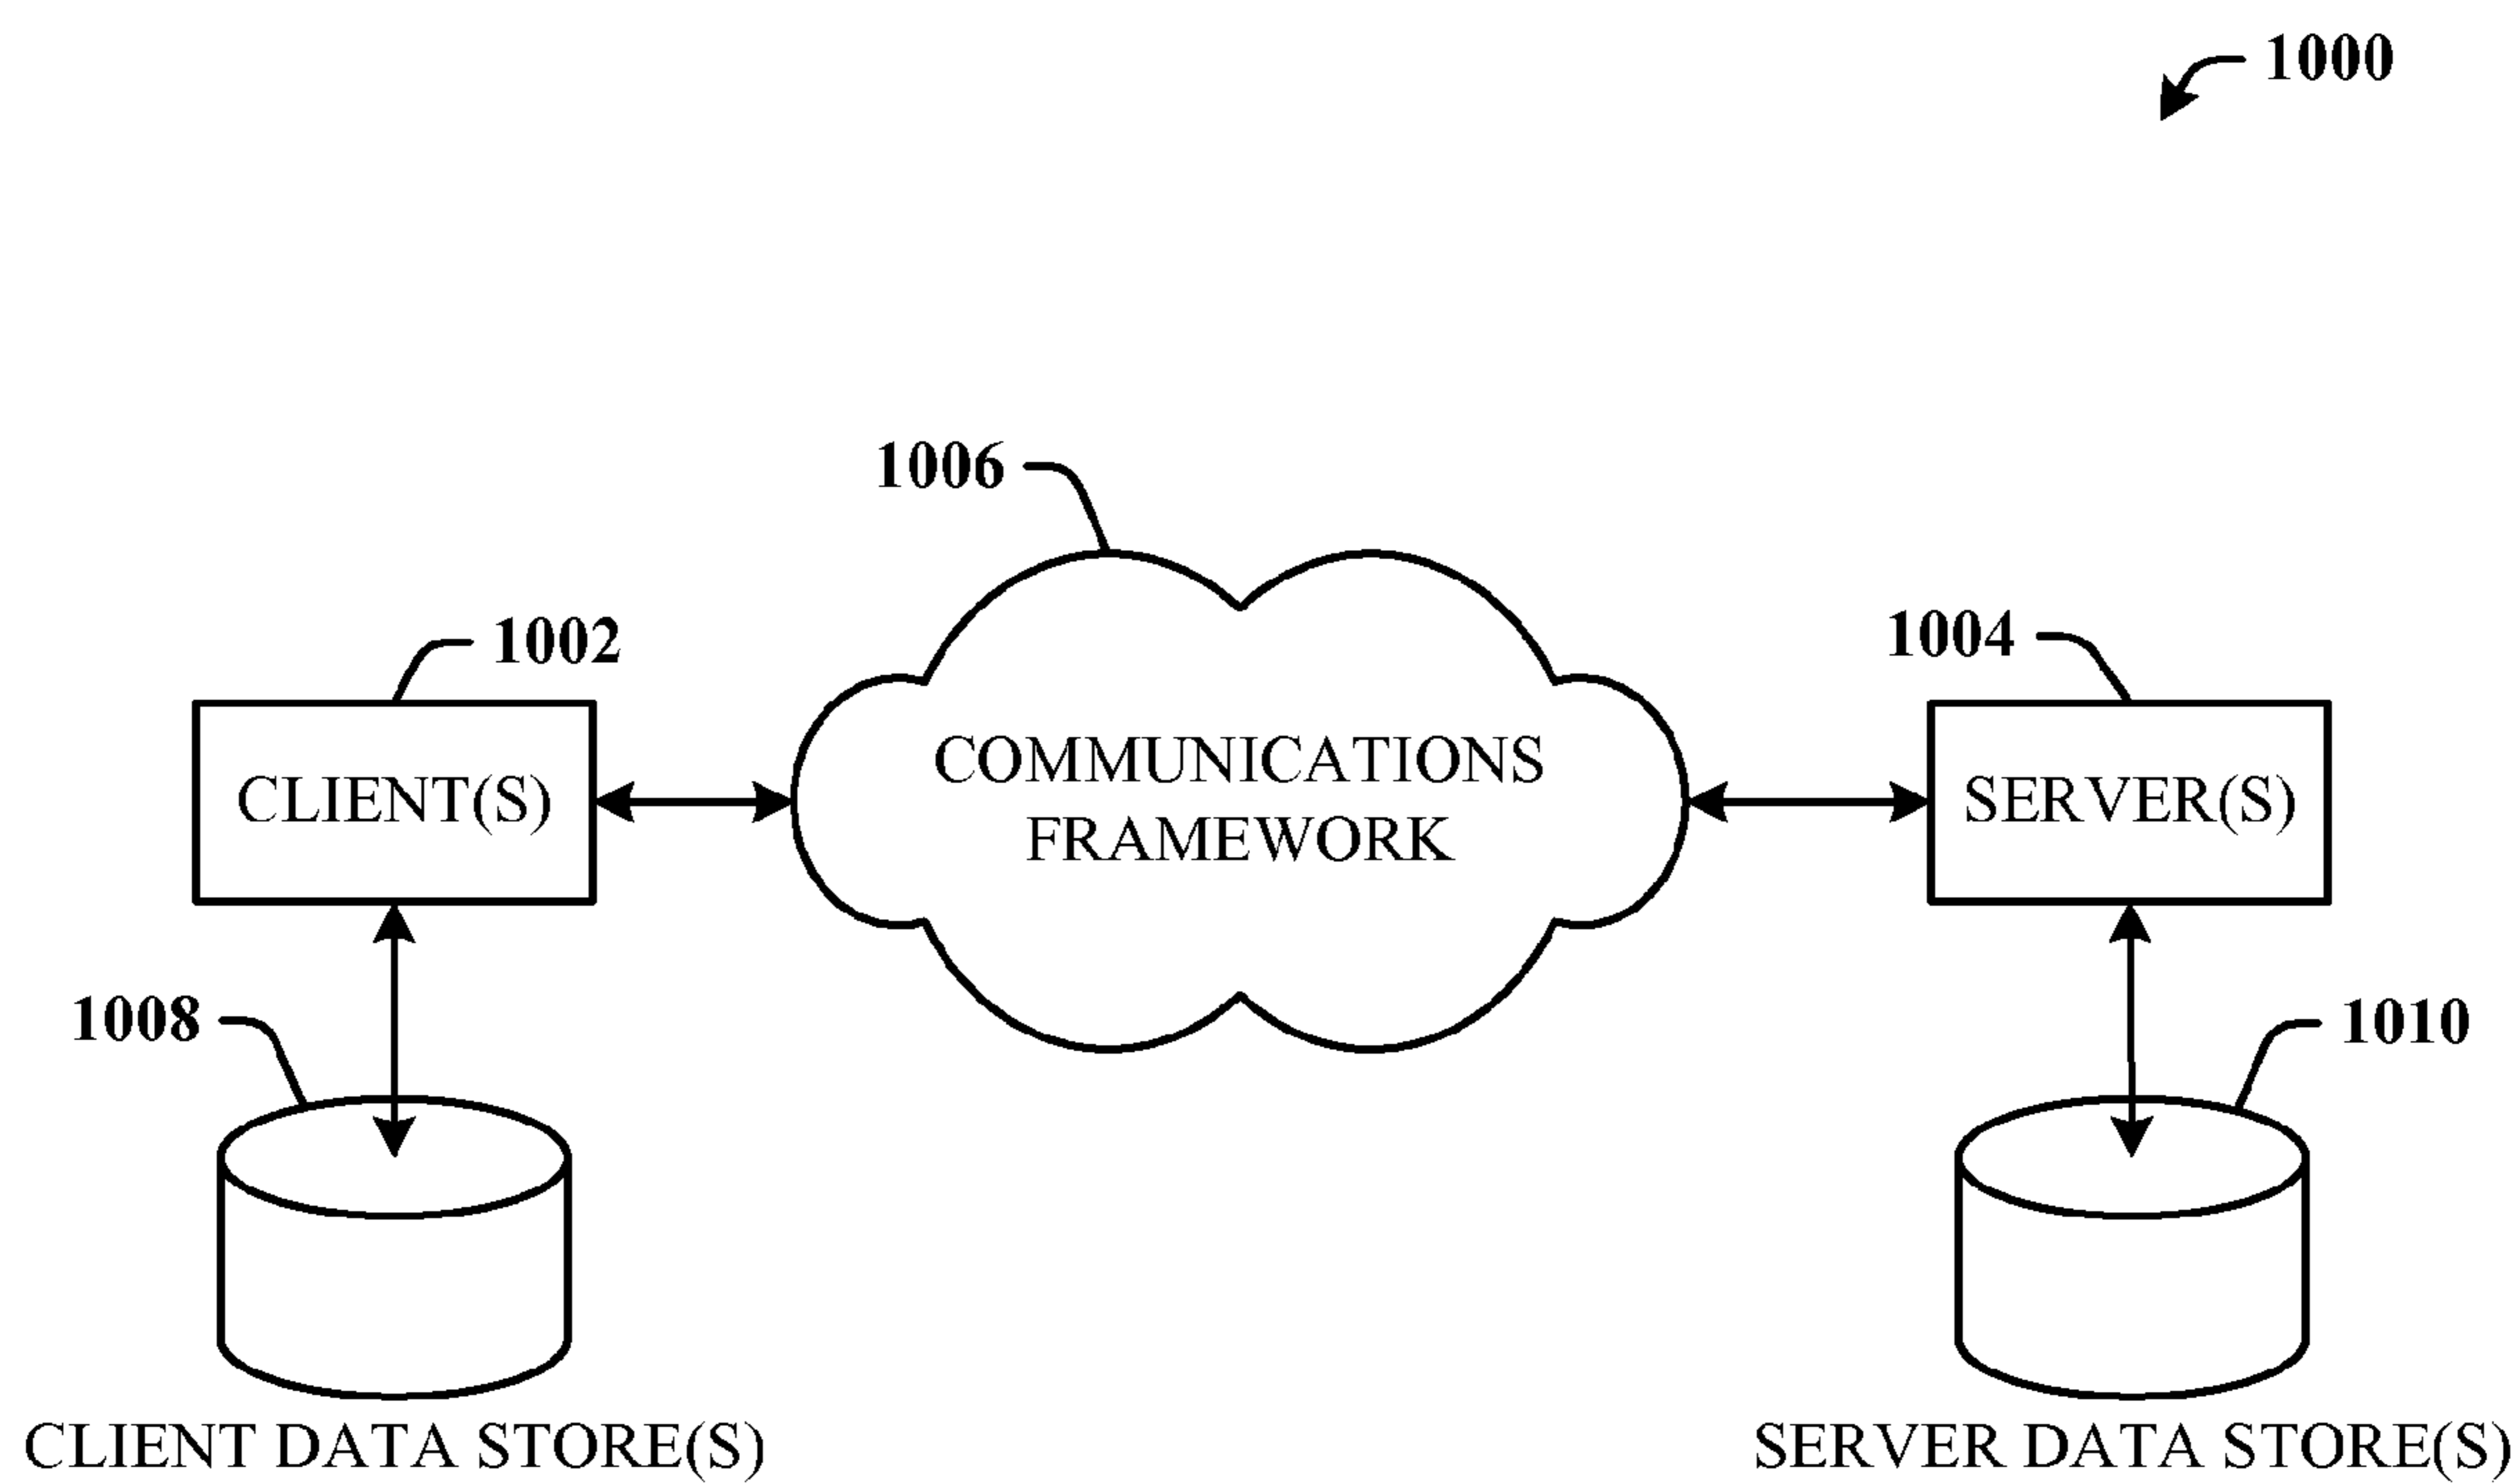 1000
1006
1002
1004
COMMUNICATIONS
FRAMEWORK
CLIENT(S)
SERVER(S)
1008
1010
CLIENT DATA STORE(S)
SERVER DATA STORE(S)